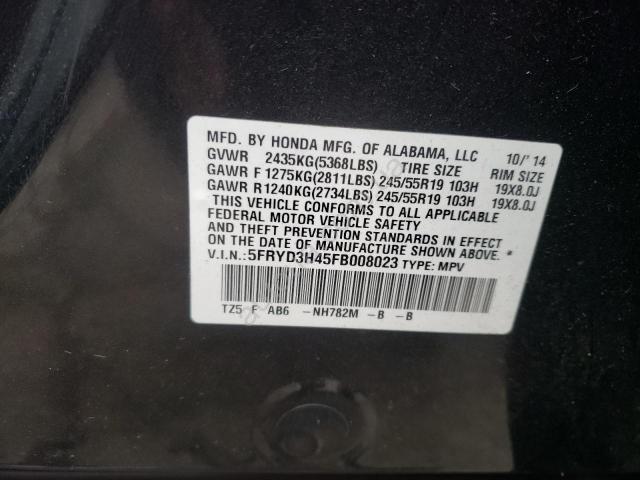 MFD. BY HONDA MFG. OF ALABAMA, LLC 10/'14
GVWR 2435KG(5368LBS) TIRE SIZE RIM SIZE
GAWR F 1275KG(2811LBS) 245/55R19 103H 19X8.0J
GAWR R1240KG(2734LBS) 245/55R19 103H 19X8.0J
THIS VEHICLE CONFORMS TO ALL APPLICABLE
FEDERAL MOTOR VEHICLE SAFETY
AND THEFT PREVENTION STANDARDS IN EFFECT
ON THE DATE OF MANUFACTURE SHOWN ABOVE. *
V.I.N.: 5FRYD3H45FB008023 TYPE: MPV
TZ5 F AB6 -NH782M -B -B